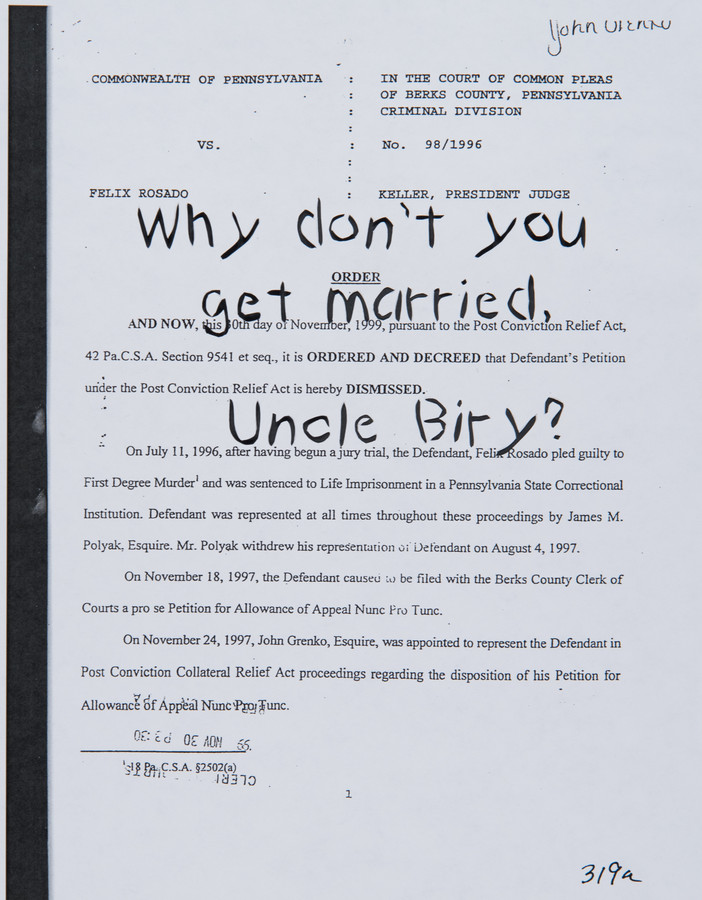 John
COMMONWEALTH OF PENNSYLVANIA : IN THE COURT OF COMMON PLEAS
: OF BERKS COUNTY, PENNSYLVANIA
: CRIMINAL DIVISION
:
VS. : No. 98/1996
:
:
FELIX ROSADO : KELLER, PRESIDENT JUDGE
Why don't you
ORDER
get married,
AND NOW, this 30th day of November, 1999, pursuant to the Post Conviction Relief Act,
42 Pa.C.S.A. Section 9541 et seq., it is ORDERED AND DECREED that Defendant's Petition
under the Post Conviction Relief Act is hereby DISMISSED.
Uncle Biry?
On July 11, 1996, after having begun a jury trial, the Defendant, Felix Rosado pled guilty to
First Degree Murder¹ and was sentenced to Life Imprisonment in a Pennsylvania State Correctional
Institution. Defendant was represented at all times throughout these proceedings by James M.
Polyak, Esquire. Mr. Polyak withdrew his representation of Defendant on August 4, 1997.
On November 18, 1997, the Defendant caused to be filed with the Berks County Clerk of
Courts a pro se Petition for Allowance of Appeal Nunc Pro Tunc.
On November 24, 1997, John Grenko, Esquire, was appointed to represent the Defendant in
Post Conviction Collateral Relief Act proceedings regarding the disposition of his Petition for
Allowance of Appeal Nunc Pro Tunc.
¹ 18 Pa. C.S.A. §2502(a)
1
319a